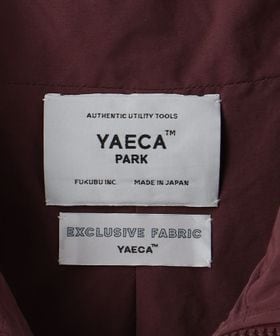 AUTHENTIC UTILITY TOOLS
YAECA™
PARK
FUKUBU INC. MADE IN JAPAN
EXCLUSIVE FABRIC
YAECA™